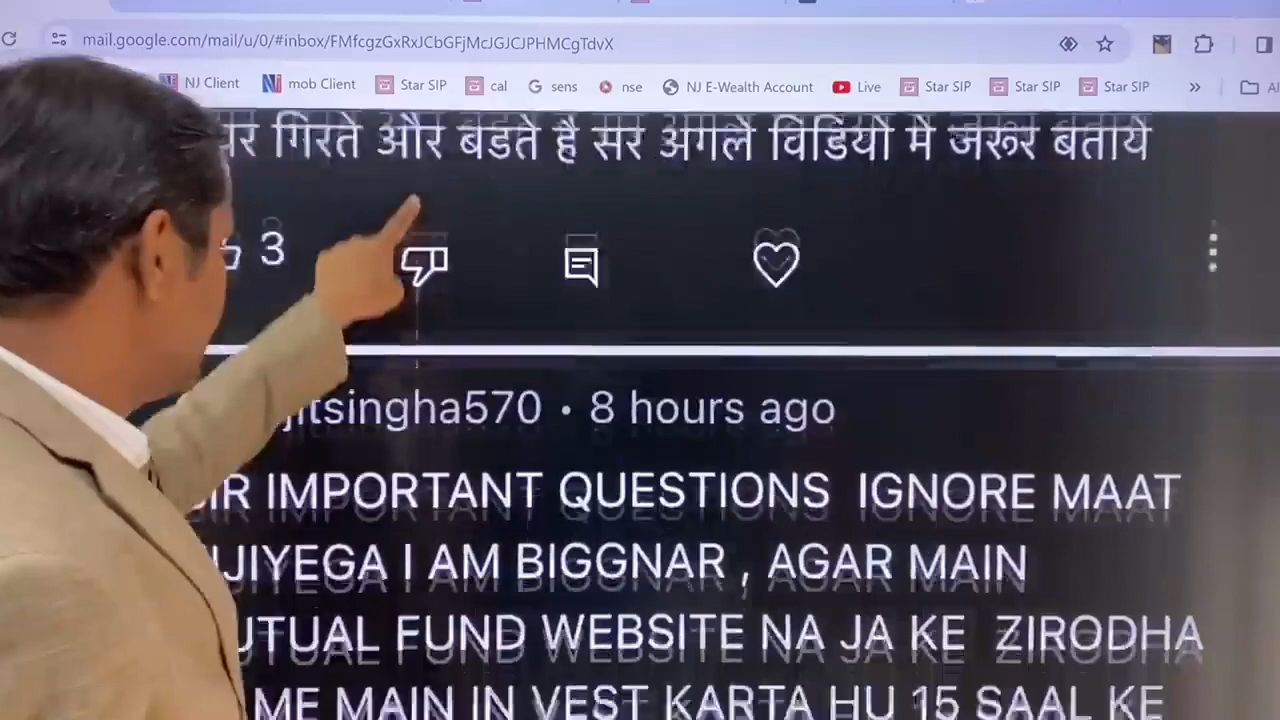 mail.google.com/mail/u/0/#inbox/FMfcgzGxRxJCbGFjMcJGJCJPHMCgTdvX
NJ Client mob Client Star SIP cal sens nse NJ E-Wealth Account Live Star SIP Star SIP Star SIP »
गिरते और बडते है सर अगले विडियो मे जरूर बताये
3
jitsingha570 • 8 hours ago
IMPORTANT QUESTIONS IGNORE MAAT
JIYEGA I AM BIGGNAR , AGAR MAIN
UTUAL FUND WEBSITE NA JA KE ZIRODHA
ME MAIN IN VEST KARTA HU 15 SAAL KE